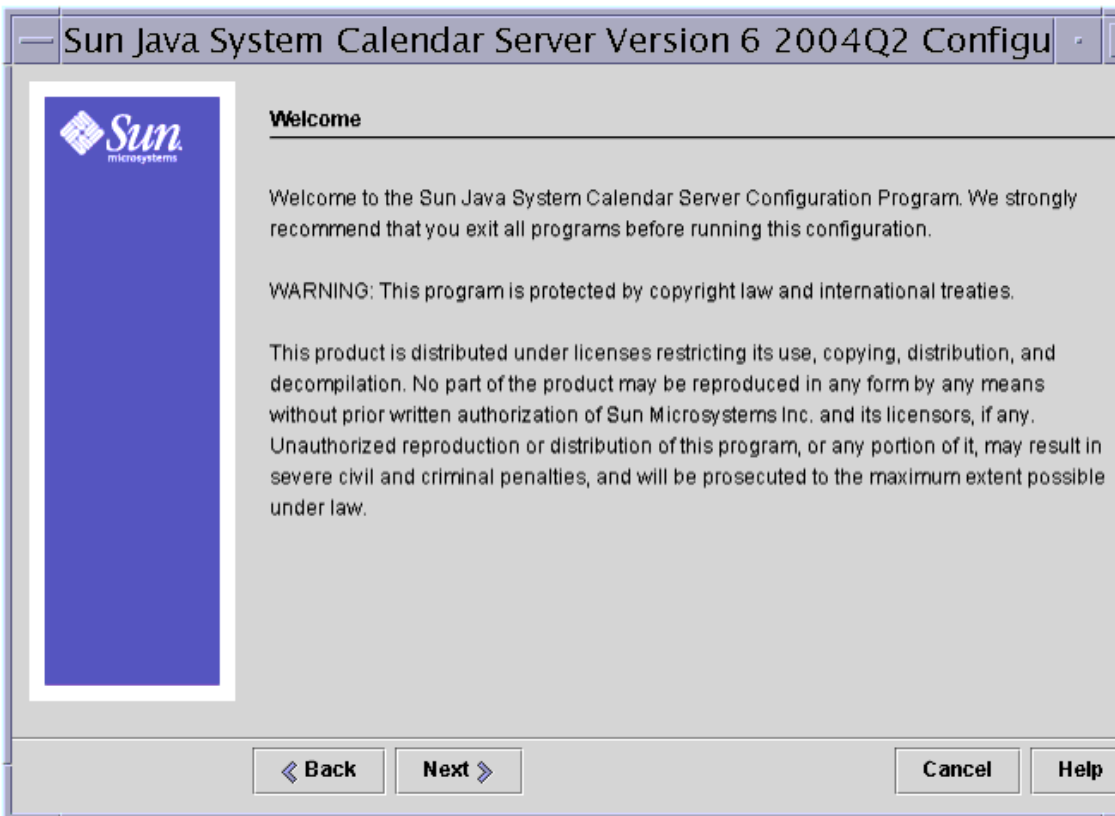 Sun Java System Calendar Server Version 6 2004Q2 Configu
Sun
microsystems
Welcome
Welcome to the Sun Java System Calendar Server Configuration Program. We strongly
recommend that you exit all programs before running this configuration.
WARNING: This program is protected by copyright law and international treaties.
This product is distributed under licenses restricting its use, copying, distribution, and
decompilation. No part of the product may be reproduced in any form by any means
without prior written authorization of Sun Microsystems Inc. and its licensors, if any.
Unauthorized reproduction or distribution of this program, or any portion of it, may result in
severe civil and criminal penalties, and will be prosecuted to the maximum extent possible
under law.
Back Next Cancel Help